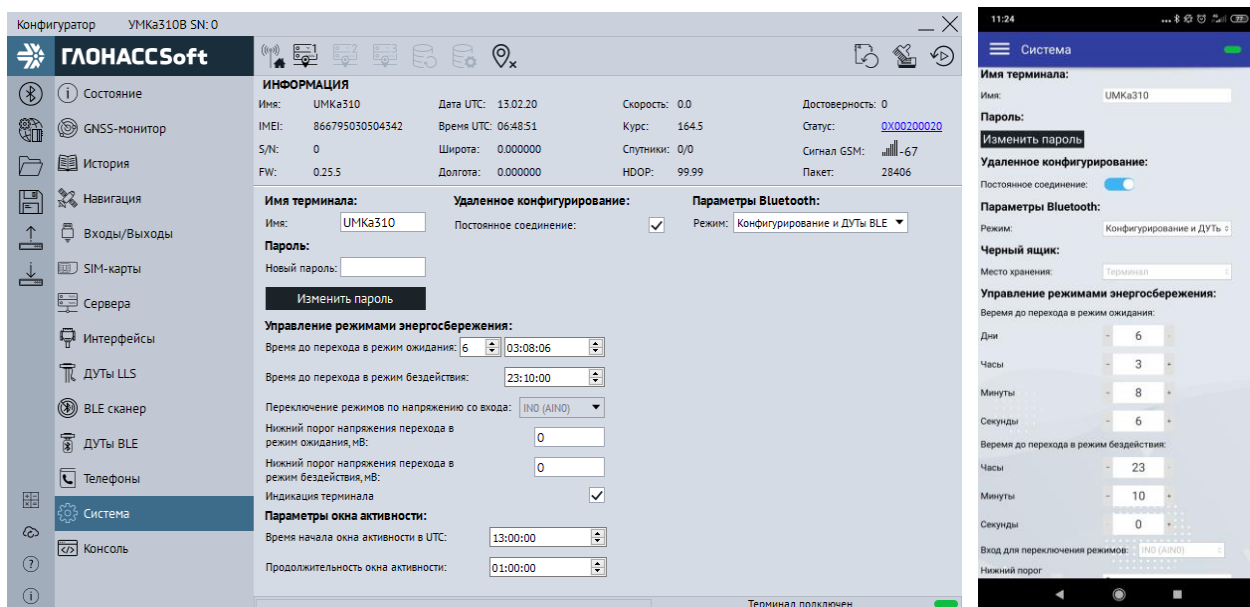 Конфигуратор УМКа310В SN: 0
ГЛОНАССSoft
Состояние
GNSS-монитор
История
Навигация
Входы/Выходы
SIM-карты
Сервера
Интерфейсы
ДУТы LLS
BLE сканер
ДУТы BLE
Телефоны
Система
Консоль
ИНФОРМАЦИЯ
Имя: UMKa310 Дата UTC: 13.02.20 Скорость: 0.0 Достоверность: 0
IMEI: 866795030504342 Время UTC: 06:48:51 Курс: 164.5 Статус: 0X00200020
S/N: 0 Широта: 0.000000 Спутники: 0/0 Сигнал GSM: -67
FW: 0.25.5 Долгота: 0.000000 HDOP: 99.99 Пакет: 28406
Имя терминала: Удаленное конфигурирование: Параметры Bluetooth:
Имя: UMKa310 Постоянное соединение: Режим: Конфигурирование и ДУТы BLE
Пароль:
Новый пароль:
Изменить пароль
Управление режимами энергосбережения:
Время до перехода в режим ожидания: 6 03:08:06
Время до перехода в режим бездействия: 23:10:00
Переключение режимов по напряжению со входа: IN0 (AIN0)
Нижний порог напряжения перехода в
режим ожидания, мВ: 0
Нижний порог напряжения перехода в
режим бездействия, мВ: 0
Индикация терминала
Параметры окна активности:
Время начала окна активности в UTC: 13:00:00
Продолжительность окна активности: 01:00:00
Терминал подключен
11:24
Система
Имя терминала:
Имя: UMKa310
Пароль:
Изменить пароль
Удаленное конфигурирование:
Постоянное соединение:
Параметры Bluetooth:
Режим: Конфигурирование и ДУТь
Черный ящик:
Место хранения: Терминал
Управление режимами энергосбережения:
Веремя до перехода в режим ожидания:
Дни - 6
Часы - 3 +
Минуты - 8 +
Секунды - 6 +
Веремя до перехода в режим бездействия:
Часы - 23
Минуты - 10 +
Секунды - 0 +
Вход для переключения режимов: IN0 (AIN0)
Нижний порог